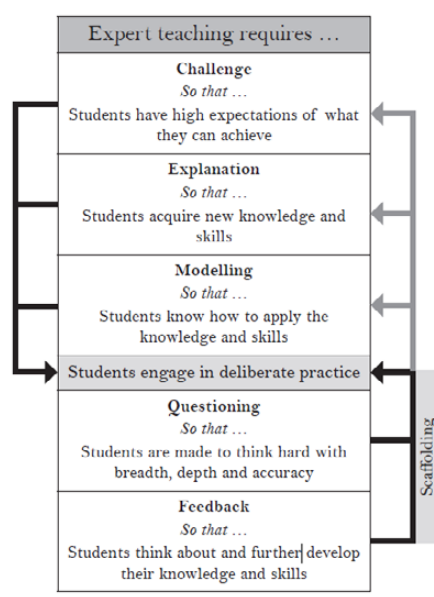 Expert teaching requires …
Challenge
So that …
Students have high expectations of what
they can achieve
Explanation
So that …
Students acquire new knowledge and
skills
Modelling
So that …
Students know how to apply the
knowledge and skills
Students engage in deliberate practice
Questioning
So that …
Students are made to think hard with
breadth, depth and accuracy
Feedback
So that …
Students think about and further develop
their knowledge and skills
Scaffolding